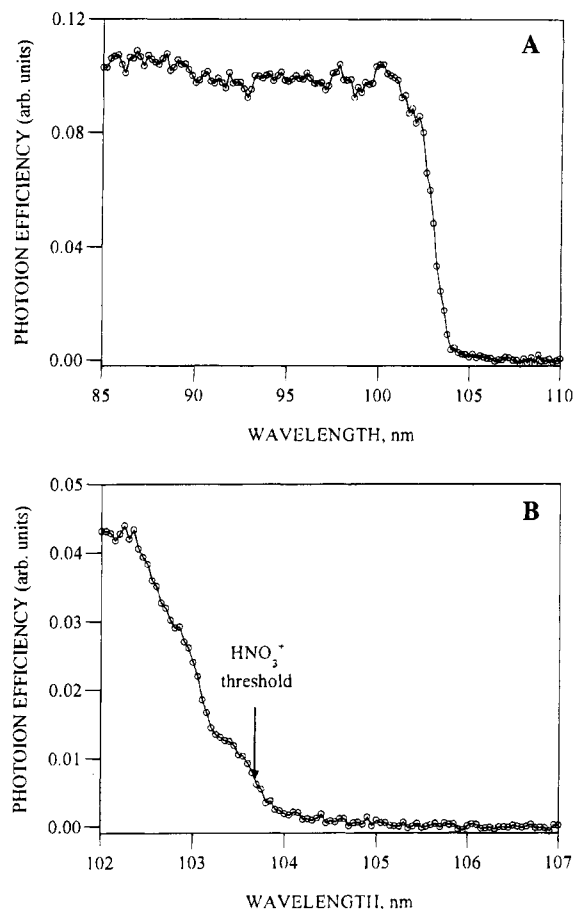 A
0.12
0.08
0.04
0.00
PHOTOION EFFICIENCY (arb. units)
85 90 95 100 105 110
WAVELENGTH, nm
B
0.05
0.04
0.03
0.02
0.01
0.00
PHOTOION EFFICIENCY (arb. units)
HNO₃⁺
threshold
102 103 104 105 106 107
WAVELENGTH, nm